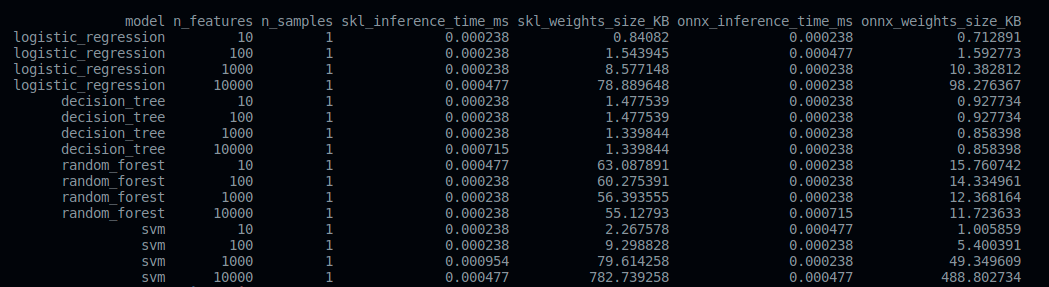 model n_features n_samples skl_inference_time_ms skl_weights_size_KB onnx_inference_time_ms onnx_weights_size_KB
logistic_regression 10 1 0.000238 0.84082 0.000238 0.712891
logistic_regression 100 1 0.000238 1.543945 0.000477 1.592773
logistic_regression 1000 1 0.000238 8.577148 0.000238 10.382812
logistic_regression 10000 1 0.000477 78.889648 0.000238 98.276367
decision_tree 10 1 0.000238 1.477539 0.000238 0.927734
decision_tree 100 1 0.000238 1.477539 0.000238 0.927734
decision_tree 1000 1 0.000238 1.339844 0.000238 0.858398
decision_tree 10000 1 0.000715 1.339844 0.000238 0.858398
random_forest 10 1 0.000477 63.087891 0.000238 15.760742
random_forest 100 1 0.000238 60.275391 0.000238 14.334961
random_forest 1000 1 0.000238 56.393555 0.000238 12.368164
random_forest 10000 1 0.000238 55.12793 0.000715 11.723633
svm 10 1 0.000238 2.267578 0.000477 1.005859
svm 100 1 0.000238 9.298828 0.000238 5.400391
svm 1000 1 0.000954 79.614258 0.000238 49.349609
svm 10000 1 0.000477 782.739258 0.000477 488.802734